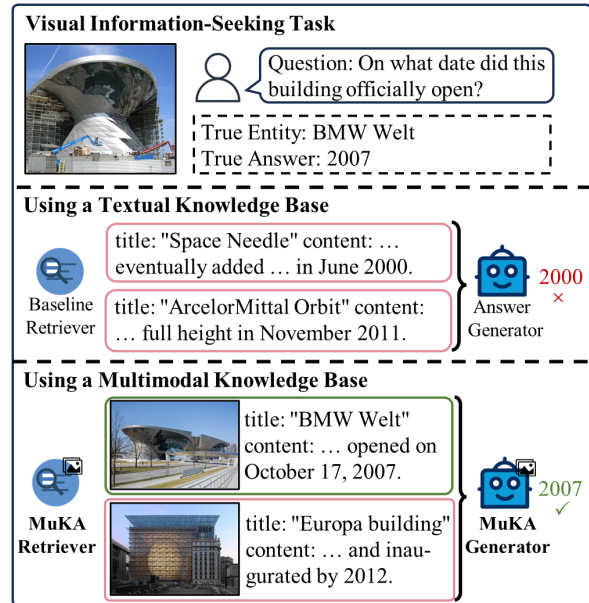 Visual Information-Seeking Task
Question: On what date did this
building officially open?
True Entity: BMW Welt
True Answer: 2007
Using a Textual Knowledge Base
Baseline
Retriever
title: "Space Needle" content: …
eventually added … in June 2000.
title: "ArcelorMittal Orbit" content:
… full height in November 2011.
Answer
Generator
2000
×
Using a Multimodal Knowledge Base
MuKA
Retriever
title: "BMW Welt"
content: … opened on
October 17, 2007.
title: "Europa building"
content: … and inau-
gurated by 2012.
MuKA
Generator
2007
✓